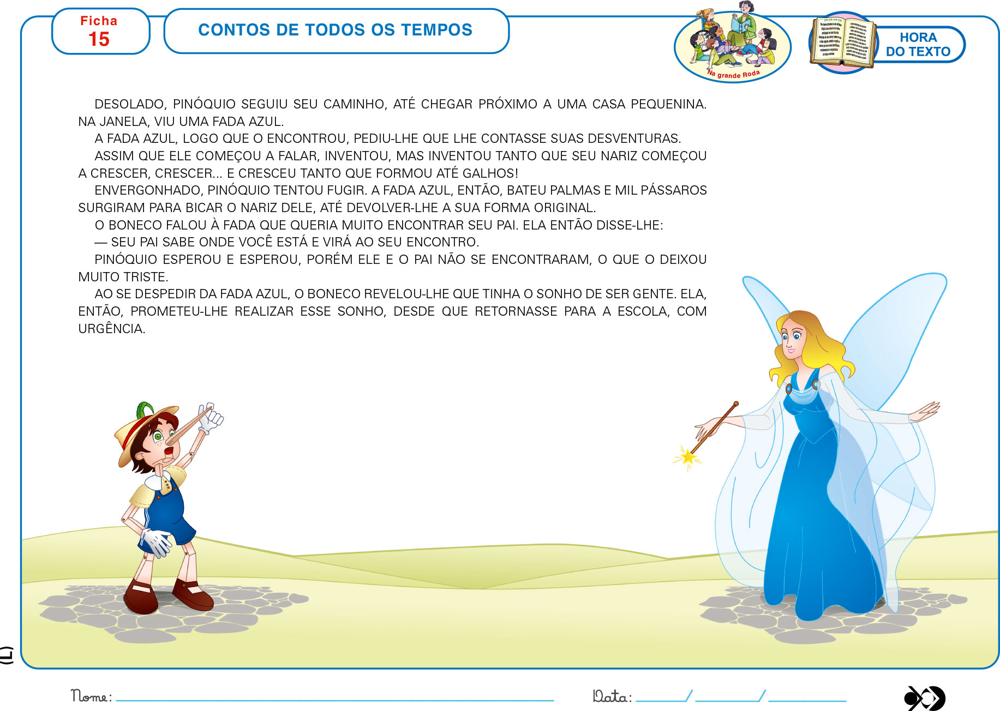 Ficha
15
CONTOS DE TODOS OS TEMPOS
Na grande Roda
HORA
DO TEXTO
DESOLADO, PINÓQUIO SEGUIU SEU CAMINHO, ATÉ CHEGAR PRÓXIMO A UMA CASA PEQUENINA.
NA JANELA, VIU UMA FADA AZUL.
A FADA AZUL, LOGO QUE O ENCONTROU, PEDIU-LHE QUE LHE CONTASSE SUAS DESVENTURAS.
ASSIM QUE ELE COMEÇOU A FALAR, INVENTOU, MAS INVENTOU TANTO QUE SEU NARIZ COMEÇOU
A CRESCER, CRESCER... E CRESCEU TANTO QUE FORMOU ATÉ GALHOS!
ENVERGONHADO, PINÓQUIO TENTOU FUGIR. A FADA AZUL, ENTÃO, BATEU PALMAS E MIL PÁSSAROS
SURGIRAM PARA BICAR O NARIZ DELE, ATÉ DEVOLVER-LHE A SUA FORMA ORIGINAL.
O BONECO FALOU À FADA QUE QUERIA MUITO ENCONTRAR SEU PAI. ELA ENTÃO DISSE-LHE:
— SEU PAI SABE ONDE VOCÊ ESTÁ E VIRÁ AO SEU ENCONTRO.
PINÓQUIO ESPEROU E ESPEROU, PORÉM ELE E O PAI NÃO SE ENCONTRARAM, O QUE O DEIXOU
MUITO TRISTE.
AO SE DESPEDIR DA FADA AZUL, O BONECO REVELOU-LHE QUE TINHA O SONHO DE SER GENTE. ELA,
ENTÃO, PROMETEU-LHE REALIZAR ESSE SONHO, DESDE QUE RETORNASSE PARA A ESCOLA, COM
URGÊNCIA.
(L)
Nome:
Data: / /